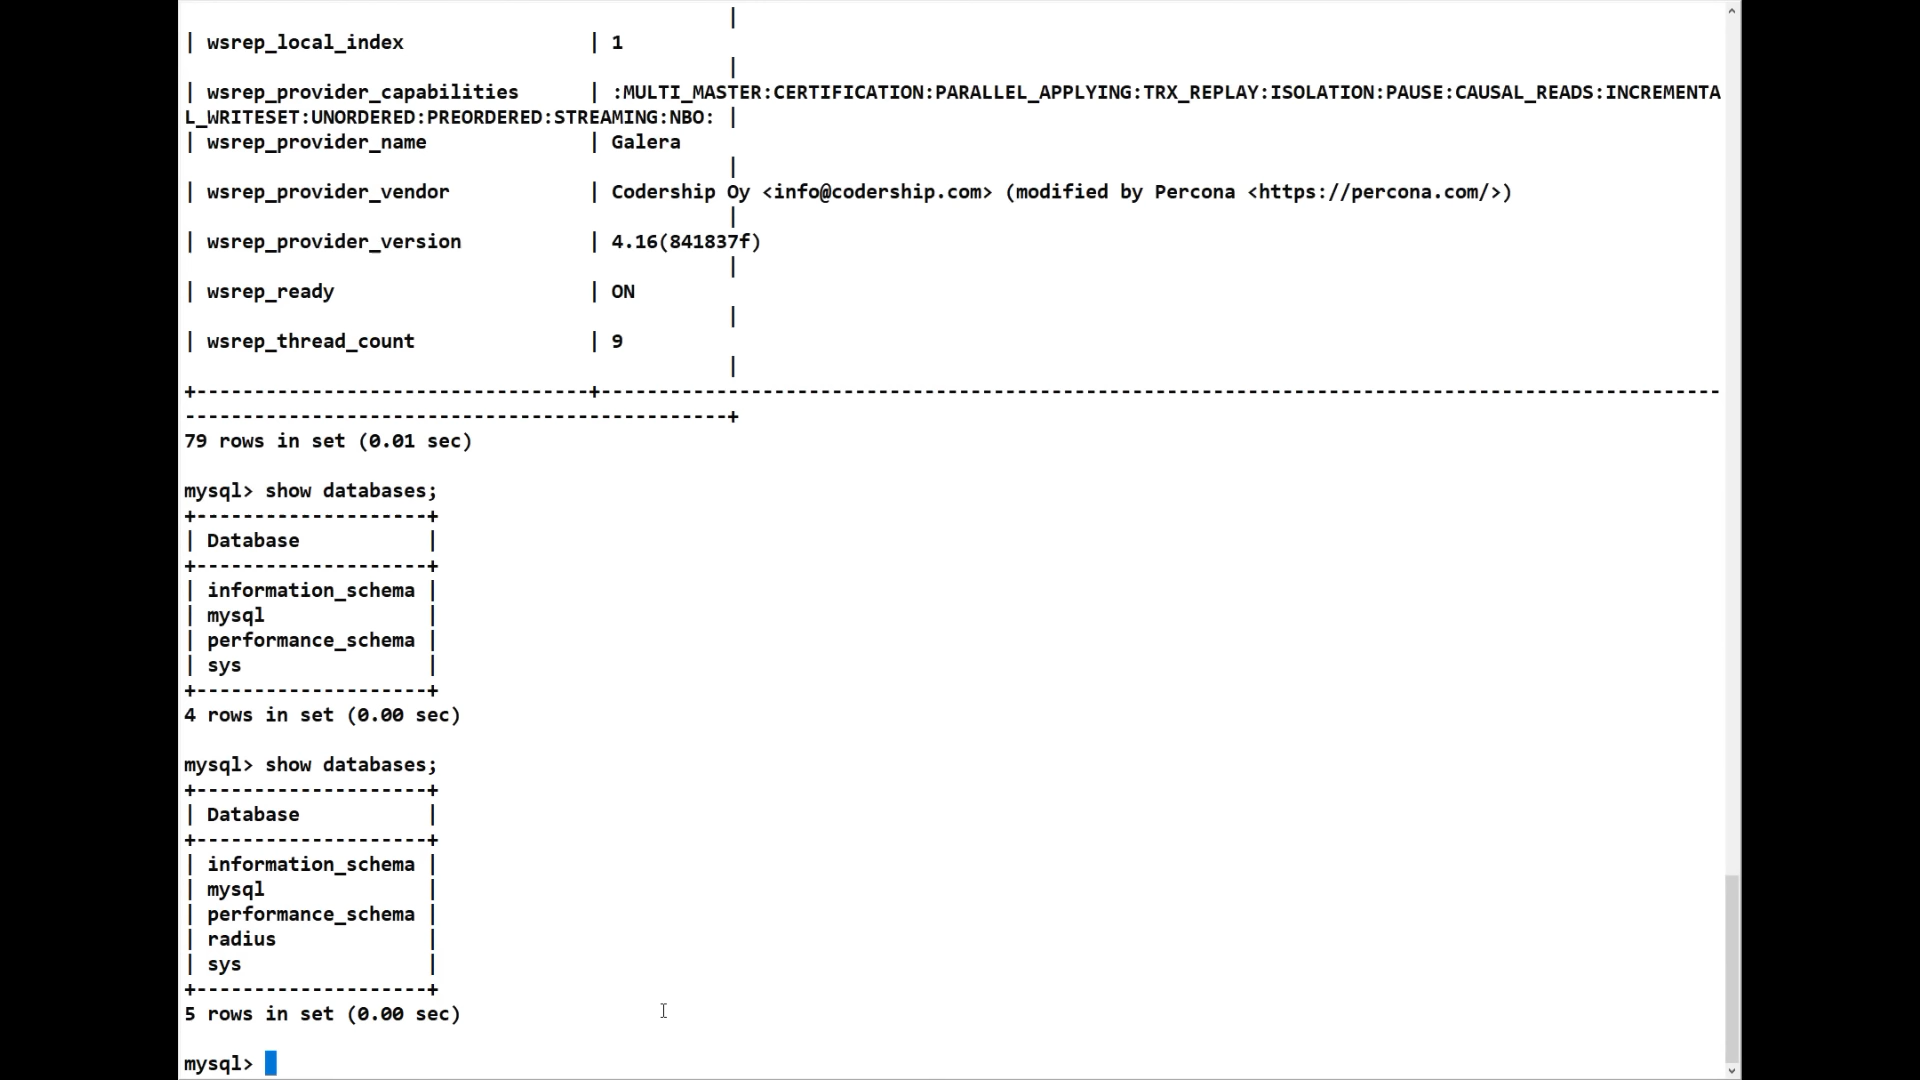 |
| wsrep_local_index | 1
|
| wsrep_provider_capabilities | :MULTI_MASTER:CERTIFICATION:PARALLEL_APPLYING:TRX_REPLAY:ISOLATION:PAUSE:CAUSAL_READS:INCREMENTA
L_WRITESET:UNORDERED:PREORDERED:STREAMING:NBO: |
| wsrep_provider_name | Galera
|
| wsrep_provider_vendor | Codership Oy <info@codership.com> (modified by Percona <https://percona.com/>)
|
| wsrep_provider_version | 4.16(841837f)
|
| wsrep_ready | ON
|
| wsrep_thread_count | 9
|
+----------------------------------+-------------------------------------------------------------------------------------------------
-----------------------------------------------+
79 rows in set (0.01 sec)
mysql> show databases;
+--------------------+
| Database |
+--------------------+
| information_schema |
| mysql |
| performance_schema |
| sys |
+--------------------+
4 rows in set (0.00 sec)
mysql> show databases;
+--------------------+
| Database |
+--------------------+
| information_schema |
| mysql |
| performance_schema |
| radius |
| sys |
+--------------------+
5 rows in set (0.00 sec)
mysql>